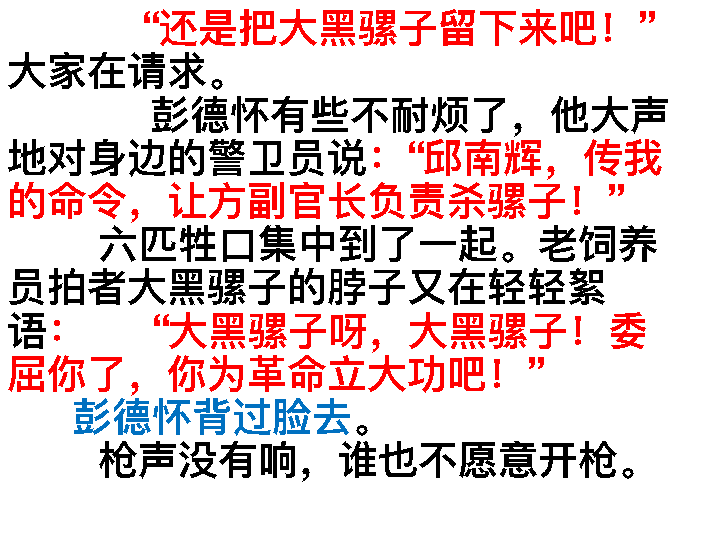 “还是把大黑骡子留下来吧！”
大家在请求。
彭德怀有些不耐烦了，他大声
地对身边的警卫员说：“邱南辉，传我
的命令，让方副官长负责杀骡子！”
六匹牲口集中到了一起。老饲养
员拍者大黑骡子的脖子又在轻轻絮
语： “大黑骡子呀，大黑骡子！委
屈你了，你为革命立大功吧！”
彭德怀背过脸去。
枪声没有响，谁也不愿意开枪。